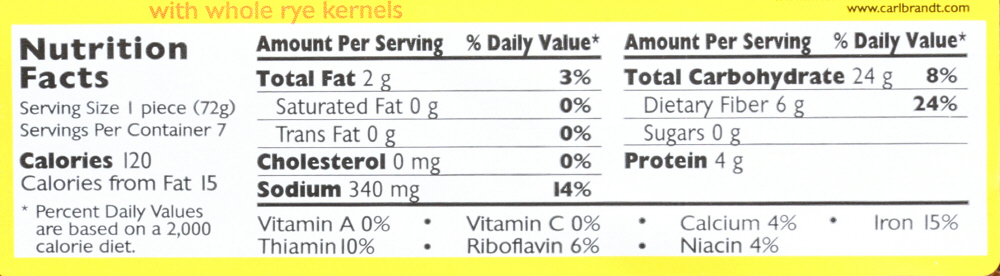 with whole rye kernels
www.carlbrandt.com
Nutrition
Facts
Serving Size 1 piece (72g)
Servings Per Container 7
Calories 120
Calories from Fat 15
* Percent Daily Values
are based on a 2,000
calorie diet.
Amount Per Serving % Daily Value*
Total Fat 2 g 3%
Saturated Fat 0 g 0%
Trans Fat 0 g 0%
Cholesterol 0 mg 0%
Sodium 340 mg 14%
Amount Per Serving % Daily Value*
Total Carbohydrate 24 g 8%
Dietary Fiber 6 g 24%
Sugars 0 g
Protein 4 g
Vitamin A 0% • Vitamin C 0% • Calcium 4% • Iron 15%
Thiamin 10% • Riboflavin 6% • Niacin 4%